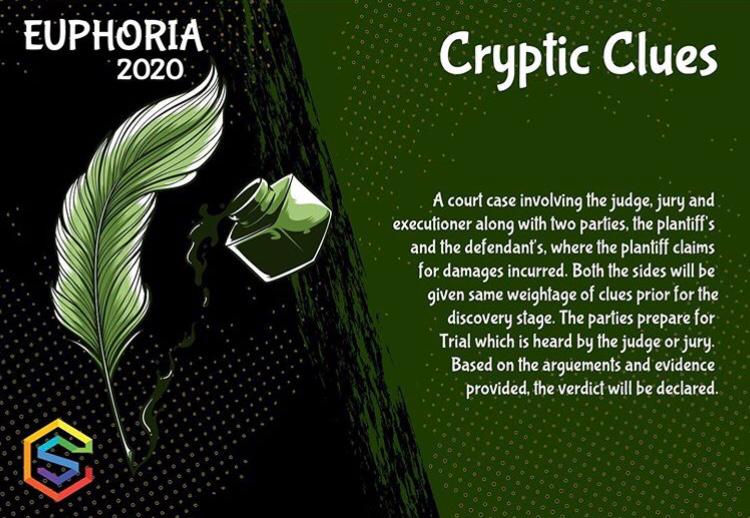 EUPHORIA
2020
Cryptic Clues
A court case involving the judge, jury and
executioner along with two parties, the plantiff's
and the defendant's, where the plantiff claims
for damages incurred. Both the sides will be
given same weightage of clues prior for the
discovery stage. The parties prepare for
Trial which is heard by the judge or jury.
Based on the arguements and evidence
provided, the verdict will be declared.